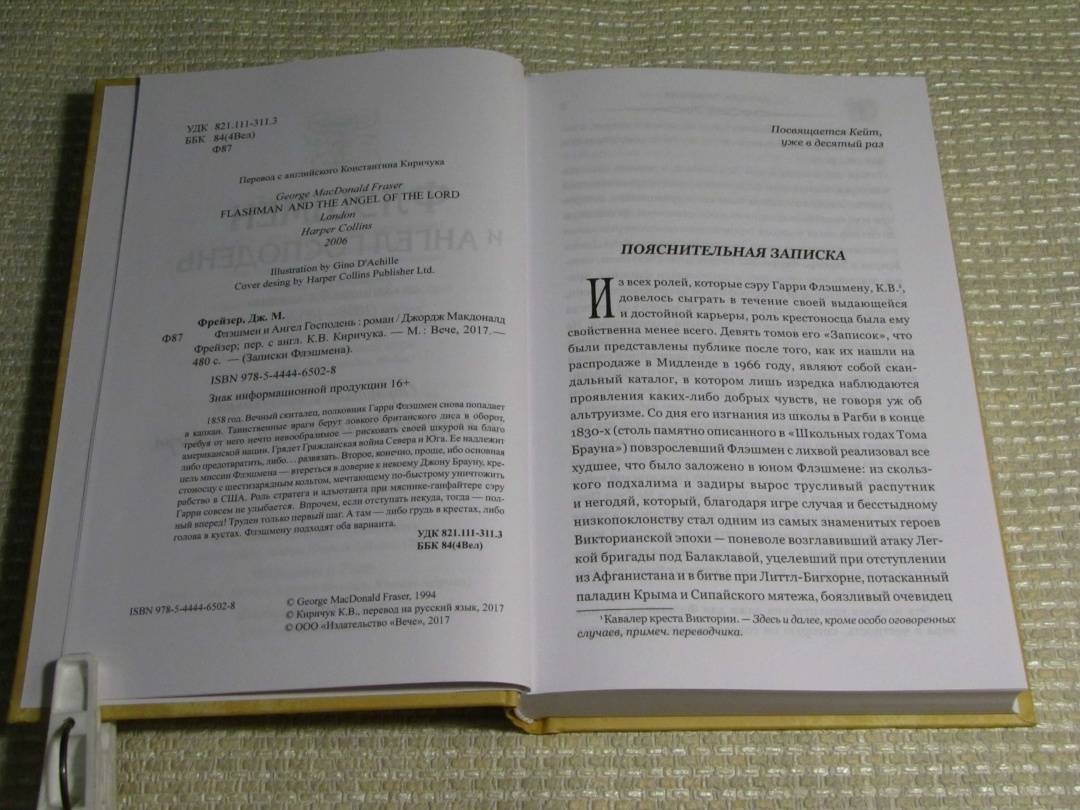 УДК 821.111-311.3
ББК 84(4Вел)
Ф87
Перевод с английского Константина Киричука
George MacDonald Fraser
FLASHMAN AND THE ANGEL OF THE LORD
London
Harper Collins
2006
Illustration by Gino D'Achille
Cover desing by Harper Collins Publisher Ltd.
Фрейзер, Дж. М.
Ф87 Флэшмен и Ангел Господень : роман / Джордж Макдоналд
Фрейзер; пер. с англ. К.В. Киричука. — М. : Вече, 2017.—
480 с. — (Записки Флэшмена).
ISBN 978-5-4444-6502-8
Знак информационной продукции 16+
1858 год. Вечный скиталец, полковник Гарри Флэшмен снова попадает
в капкан. Таинственные враги берут ловкого британского лиса в оборот,
требуя от него нечто невообразимое — рисковать своей шкурой на благо
американской нации. Грядет Гражданская война Севера и Юга. Ее надлежит
либо предотвратить, либо... развязать. Второе, конечно, проще, ибо основная
цель миссии Флэшмена — втереться в доверие к некоему Джону Брауну, кре-
стоносцу с шестизарядным кольтом, мечтающему по-быстрому уничтожить
рабство в США. Роль стратега и адъютанта при мяснике-ганфайтере сэру
Гарри совсем не улыбается. Впрочем, если отступать некуда, тогда — пол-
ный вперед! Труден только первый шаг. А там — либо грудь в крестах, либо
голова в кустах. Флэшмену подходят оба варианта.
УДК 821.111-311.3
ББК 84(4Вел)
ISBN 978-5-4444-6502-8
© George MacDonald Fraser, 1994
© Киричук К.В., перевод на русский язык, 2017
© ООО «Издательство «Вече», 2017
Посвящается Кейт,
уже в десятый раз
ПОЯСНИТЕЛЬНАЯ ЗАПИСКА
Из всех ролей, которые сэру Гарри Флэшмену, К.В.¹,
довелось сыграть в течение своей выдающейся
и достойной карьеры, роль крестоносца была ему
свойственна менее всего. Девять томов его «Записок», что
были представлены публике после того, как их нашли на
распродаже в Мидленде в 1966 году, являют собой скан-
дальный каталог, в котором лишь изредка наблюдаются
проявления каких-либо добрых чувств, не говоря уж об
альтруизме. Со дня его изгнания из школы в Рагби в конце
1830-х (столь памятно описанного в «Школьных годах Тома
Брауна») повзрослевший Флэшмен с лихвой реализовал все
худшее, что было заложено в юном Флэшмене: из скольз-
кого подхалима и задиры вырос трусливый распутник
и негодяй, который, благодаря игре случая и бесстыдному
низкопоклонству стал одним из самых знаменитых героев
Викторианской эпохи — поневоле возглавивший атаку Лег-
кой бригады под Балаклавой, уцелевший при отступлении
из Афганистана и в битве при Литтл-Бигхорне, потасканный
паладин Крыма и Сипайского мятежа, боязливый очевидец
¹ Кавалер креста Виктории. — Здесь и далее, кроме особо оговоренных
случаев, примеч. переводчика.